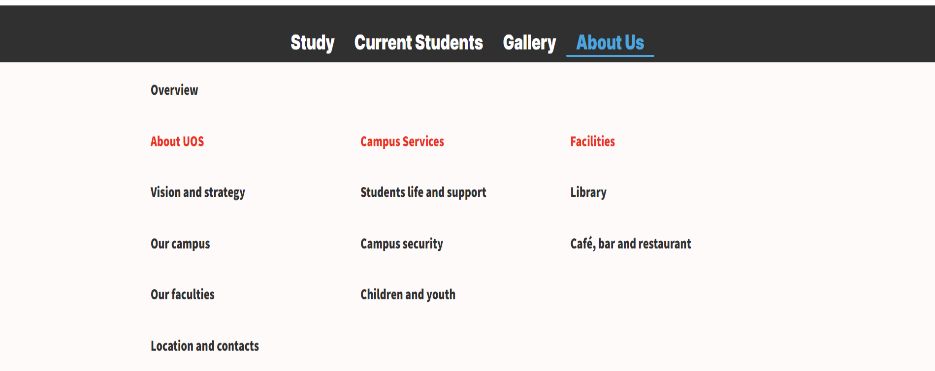 Study Current Students Gallery About Us
Overview
About UOS Campus Services Facilities
Vision and strategy Students life and support Library
Our campus Campus security Café, bar and restaurant
Our faculties Children and youth
Location and contacts